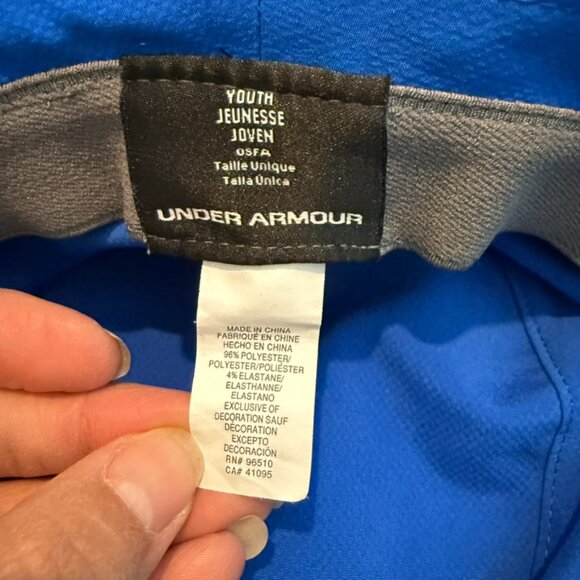 YOUTH
JEUNESSE
JOVEN
OSFA
Taille Unique
Talla Única
UNDER ARMOUR
MADE IN CHINA
FABRIQUÉ EN CHINE
HECHO EN CHINA
96% POLYESTER/
POLYESTER/POLIÉSTER
4% ELASTANE/
ÉLASTHANNE/
ELASTANO
EXCLUSIVE OF
DECORATION SAUF
DÉCORATION
EXCEPTO
DECORACIÓN
RN# 96510
CA# 41095